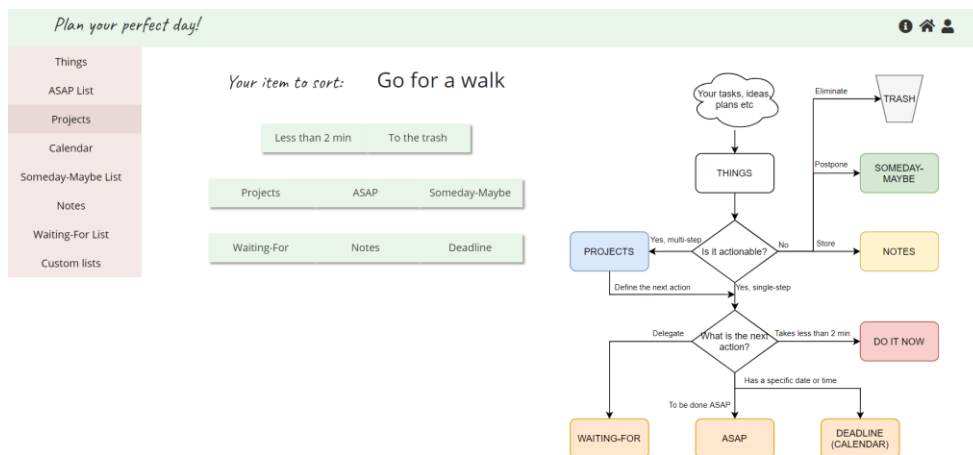 Plan your perfect day!
Things
ASAP List
Projects
Calendar
Someday-Maybe List
Notes
Waiting-For List
Custom lists
Your item to sort: Go for a walk
Less than 2 min To the trash
Projects ASAP Someday-Maybe
Waiting-For Notes Deadline
Your tasks, ideas,
plans etc
Eliminate
TRASH
THINGS
Postpone
SOMEDAY-
MAYBE
PROJECTS
Yes, multi-step
Is it actionable?
No
Store
NOTES
Define the next action
Yes, single-step
Delegate
What is the next
action?
Takes less than 2 min
DO IT NOW
Has a specific date or time
To be done ASAP
WAITING-FOR
ASAP
DEADLINE
(CALENDAR)